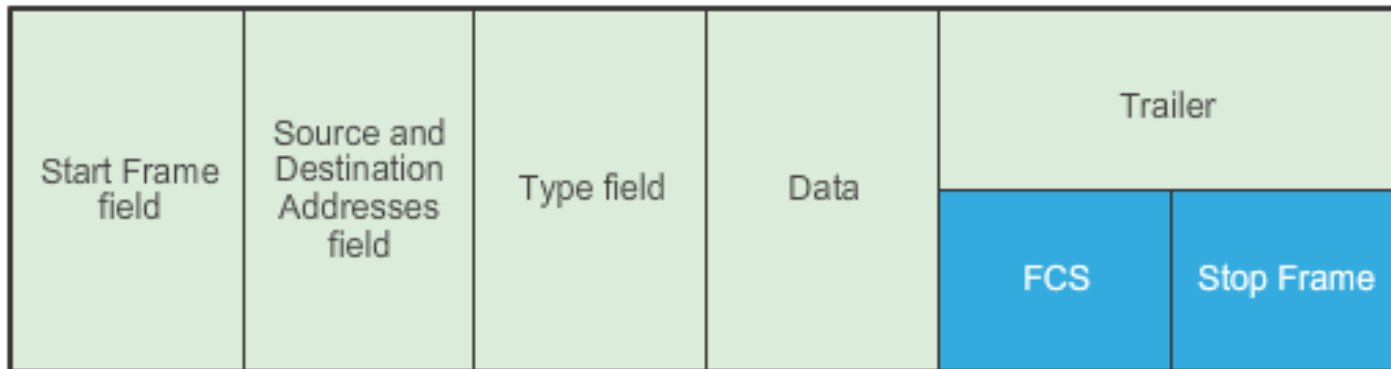 Start Frame
field
Source and
Destination
Addresses
field
Type field
Data
Trailer
FCS
Stop Frame